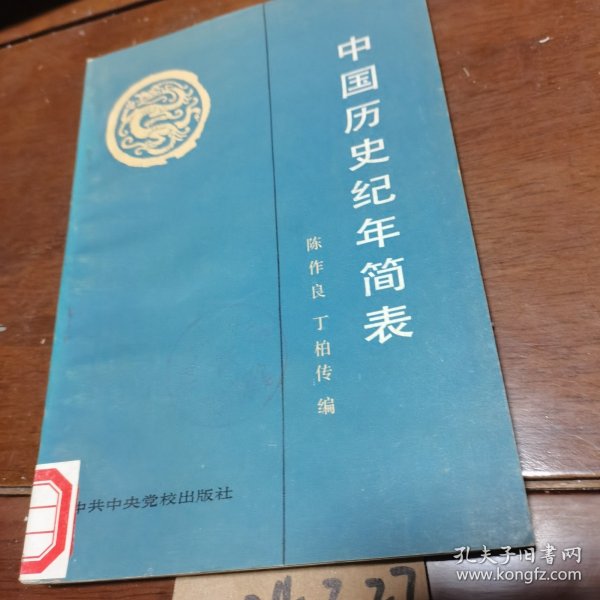 中国历史纪年简表
陈作良 丁柏传 编
中共中央党校出版社
孔夫子旧书网
www.kongfz.com